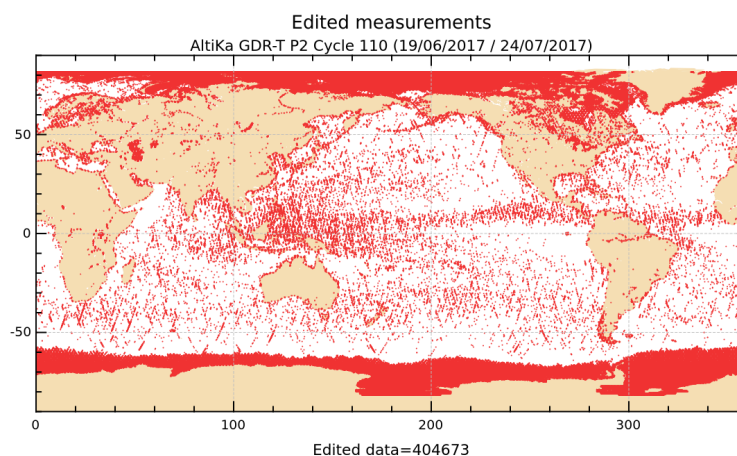 Edited measurements
AltiKa GDR-T P2 Cycle 110 (19/06/2017 / 24/07/2017)
50
0
-50
0 100 200 300
Edited data=404673